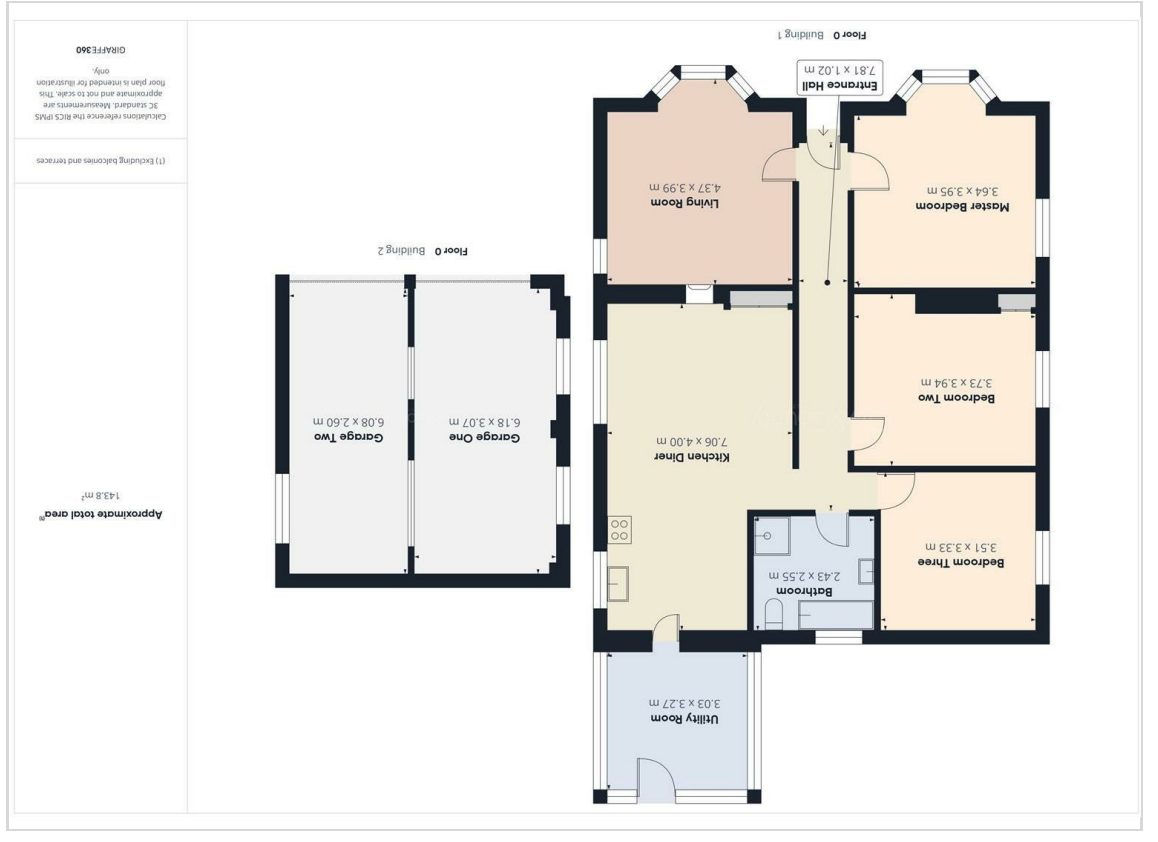 Utility Room
3.03 x 3.27 m
Bathroom
2.43 x 2.55 m
Bedroom Three
3.51 x 3.33 m
Kitchen Diner
7.06 x 4.00 m
Bedroom Two
3.73 x 3.94 m
Living Room
4.37 x 3.99 m
Master Bedroom
3.64 x 3.95 m
Entrance Hall
7.81 x 1.02 m
Floor 0 Building 1
Garage One
6.18 x 3.07 m
Garage Two
6.08 x 2.60 m
Floor 0 Building 2
Approximate total area⁽¹⁾
143.8 m²
(1) Excluding balconies and terraces
Calculations reference the RICS IPMS
3C standard. Measurements are
approximate and not to scale. This
floor plan is intended for illustration
only.
GIRAFFE360